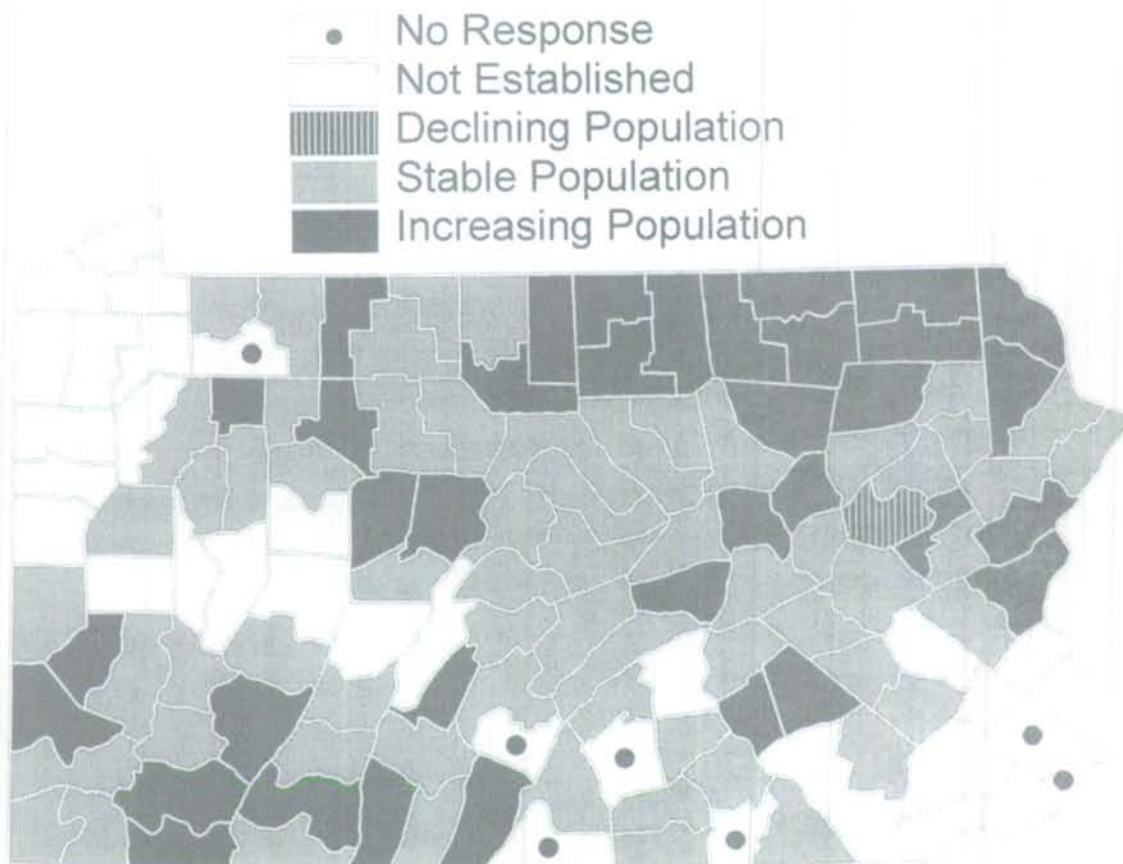 No Response
Not Established
Declining Population
Stable Population
Increasing Population